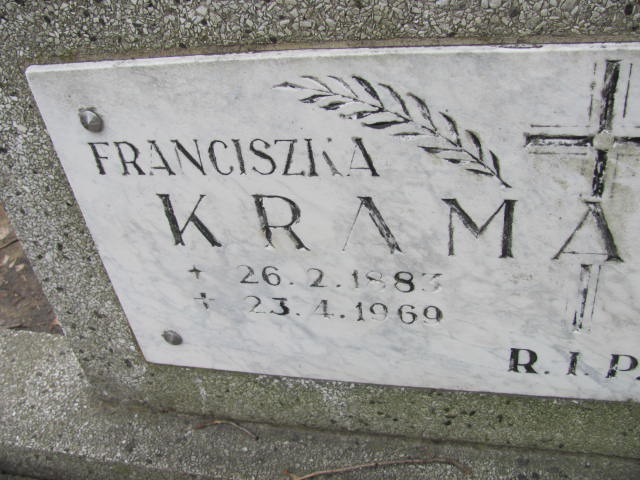 FRANCISZKA
KRAMA
+ 26.2.1883
+ 23.4.1969
R.I.P.